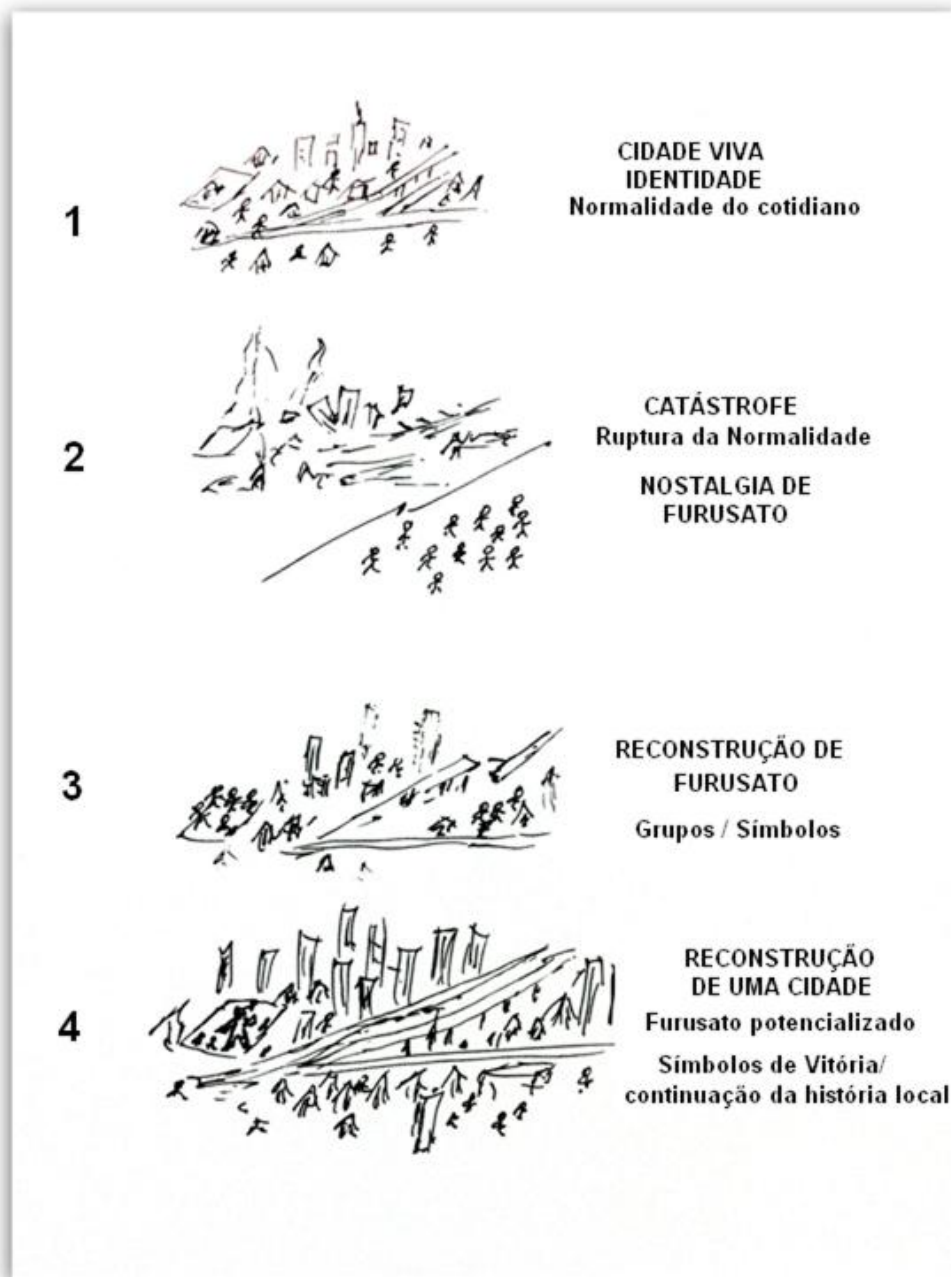 1
CIDADE VIVA
IDENTIDADE
Normalidade do cotidiano
2
CATÁSTROFE
Ruptura da Normalidade
NOSTALGIA DE
FURUSATO
3
RECONSTRUÇÃO DE
FURUSATO
Grupos / Símbolos
4
RECONSTRUÇÃO
DE UMA CIDADE
Furusato potencializado
Símbolos de Vitória/
continuação da história local